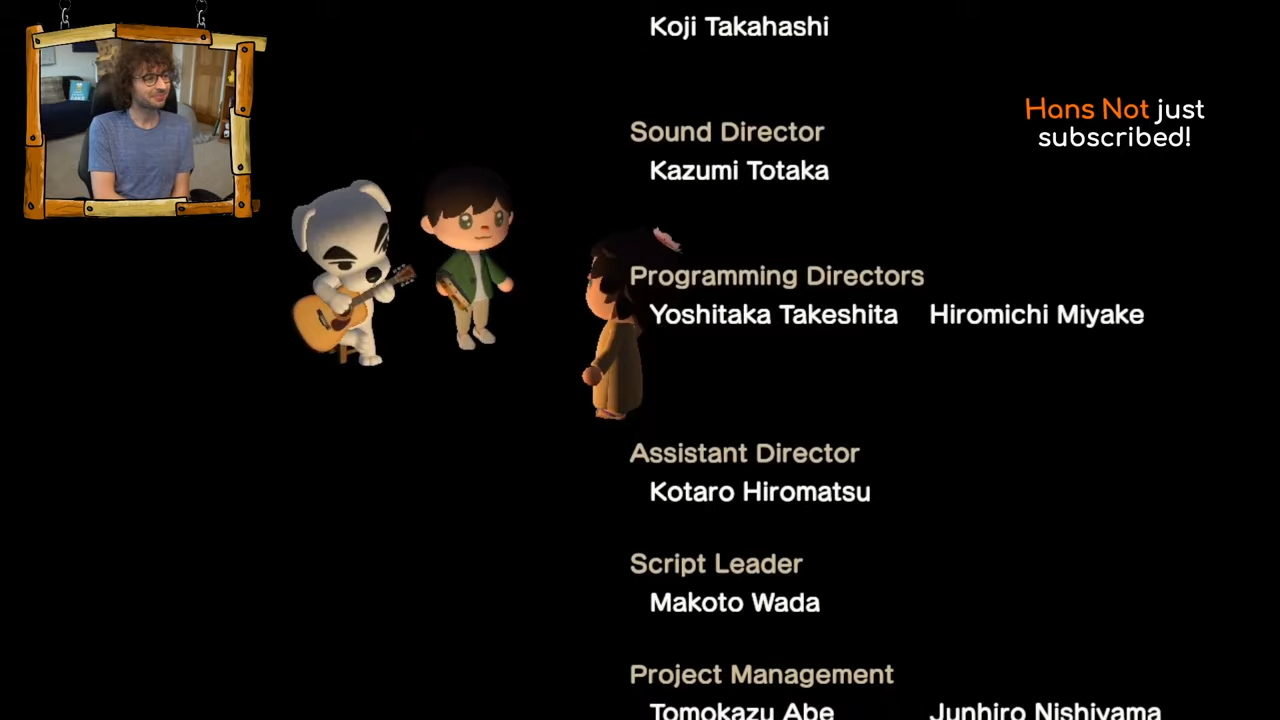 Koji Takahashi
Hans Not just
subscribed!
Sound Director
Kazumi Totaka
Programming Directors
Yoshitaka Takeshita Hiromichi Miyake
Assistant Director
Kotaro Hiromatsu
Script Leader
Makoto Wada
Project Management
Tomokazu Abe Junhiro Nishiyama